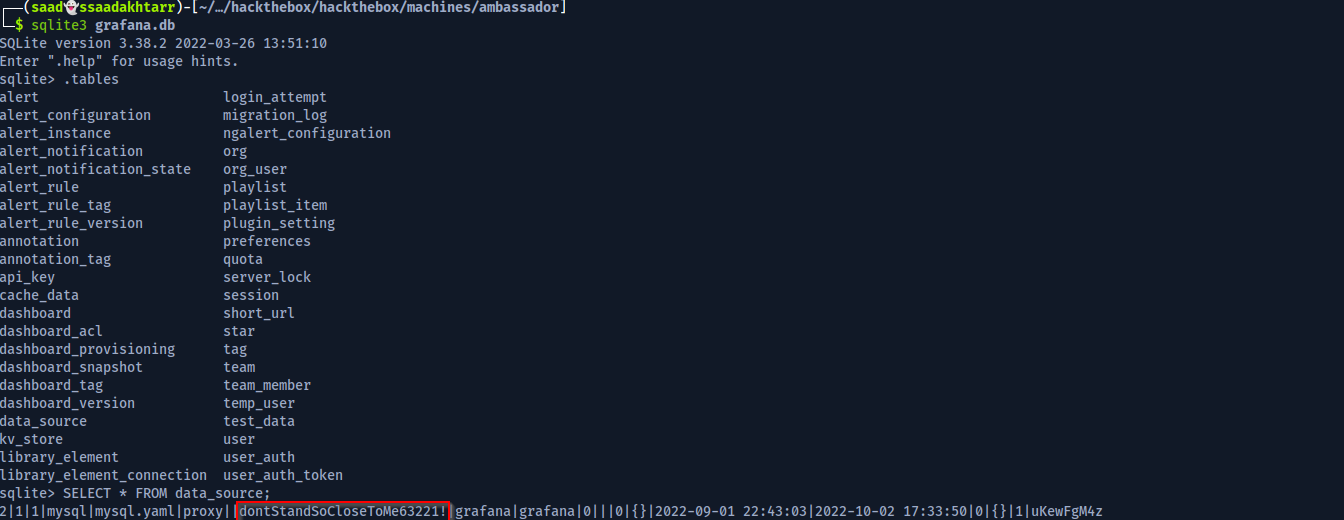 (saad👻ssaadakhtarr)-[~/…/hackthebox/hackthebox/machines/ambassador]
$ sqlite3 grafana.db
SQLite version 3.38.2 2022-03-26 13:51:10
Enter ".help" for usage hints.
sqlite> .tables
alert                       login_attempt
alert_configuration         migration_log
alert_instance              ngalert_configuration
alert_notification          org
alert_notification_state    org_user
alert_rule                  playlist
alert_rule_tag              playlist_item
alert_rule_version          plugin_setting
annotation                  preferences
annotation_tag              quota
api_key                     server_lock
cache_data                  session
dashboard                   short_url
dashboard_acl               star
dashboard_provisioning      tag
dashboard_snapshot          team
dashboard_tag               team_member
dashboard_version           temp_user
data_source                 test_data
kv_store                    user
library_element             user_auth
library_element_connection  user_auth_token
sqlite> SELECT * FROM data_source;
2|1|1|mysql|mysql.yaml|proxy||dontStandSoCloseToMe63221!|grafana|grafana|0|||0|{}|2022-09-01 22:43:03|2022-10-02 17:33:50|0|{}|1|uKewFgM4z